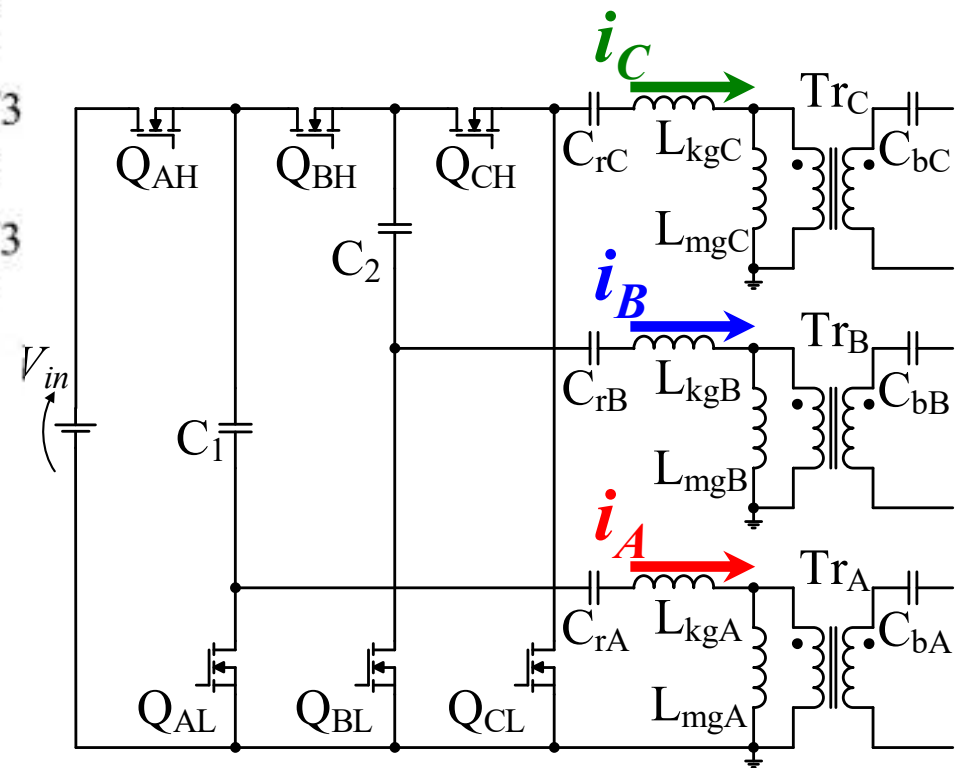 i_C
/3
Tr_C
Q_AH Q_BH Q_CH C_rC L_kgC C_bC
/3
L_mgC
C_2
i_B
Tr_B
V_in
C_rB L_kgB C_bB
C_1
L_mgB
i_A
Tr_A
C_rA L_kgA C_bA
Q_AL Q_BL Q_CL L_mgA